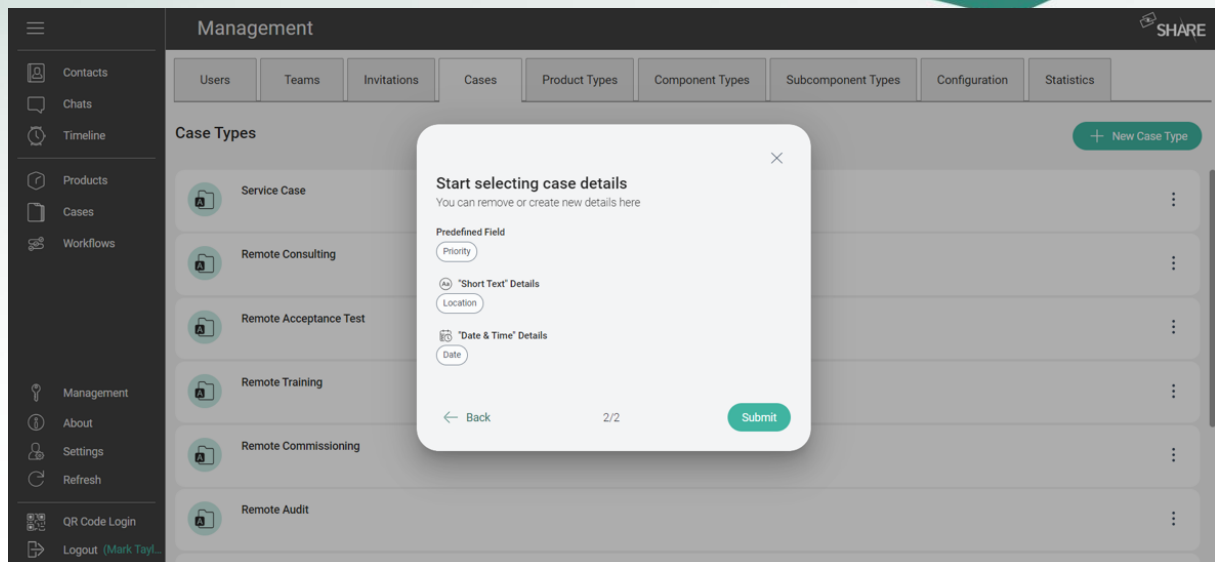 Management
SHARE
Contacts
Chats
Timeline
Products
Cases
Workflows
Management
About
Settings
Refresh
QR Code Login
Logout (Mark Tayl...
Users
Teams
Invitations
Cases
Product Types
Component Types
Subcomponent Types
Configuration
Statistics
Case Types
+ New Case Type
Service Case
Remote Consulting
Remote Acceptance Test
Remote Training
Remote Commissioning
Remote Audit
Start selecting case details
You can remove or create new details here
Predefined Field
Priority
Aa "Short Text" Details
Location
"Date & Time" Details
Date
← Back
2/2
Submit